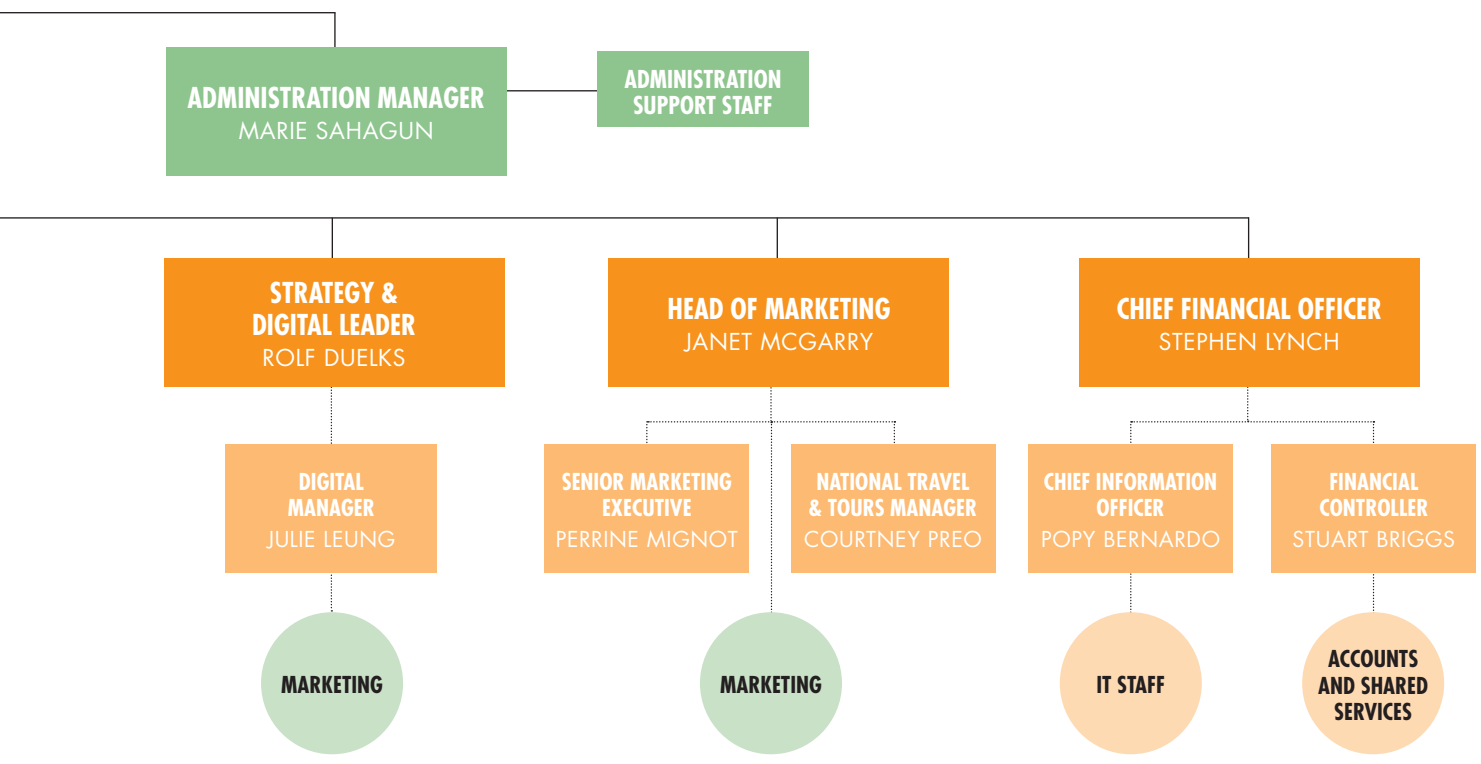 ADMINISTRATION MANAGER
MARIE SAHAGUN
ADMINISTRATION
SUPPORT STAFF
STRATEGY &
DIGITAL LEADER
ROLF DUELKS
HEAD OF MARKETING
JANET MCGARRY
CHIEF FINANCIAL OFFICER
STEPHEN LYNCH
DIGITAL
MANAGER
JULIE LEUNG
SENIOR MARKETING
EXECUTIVE
PERRINE MIGNOT
NATIONAL TRAVEL
& TOURS MANAGER
COURTNEY PREO
CHIEF INFORMATION
OFFICER
POPY BERNARDO
FINANCIAL
CONTROLLER
STUART BRIGGS
MARKETING
MARKETING
IT STAFF
ACCOUNTS
AND SHARED
SERVICES